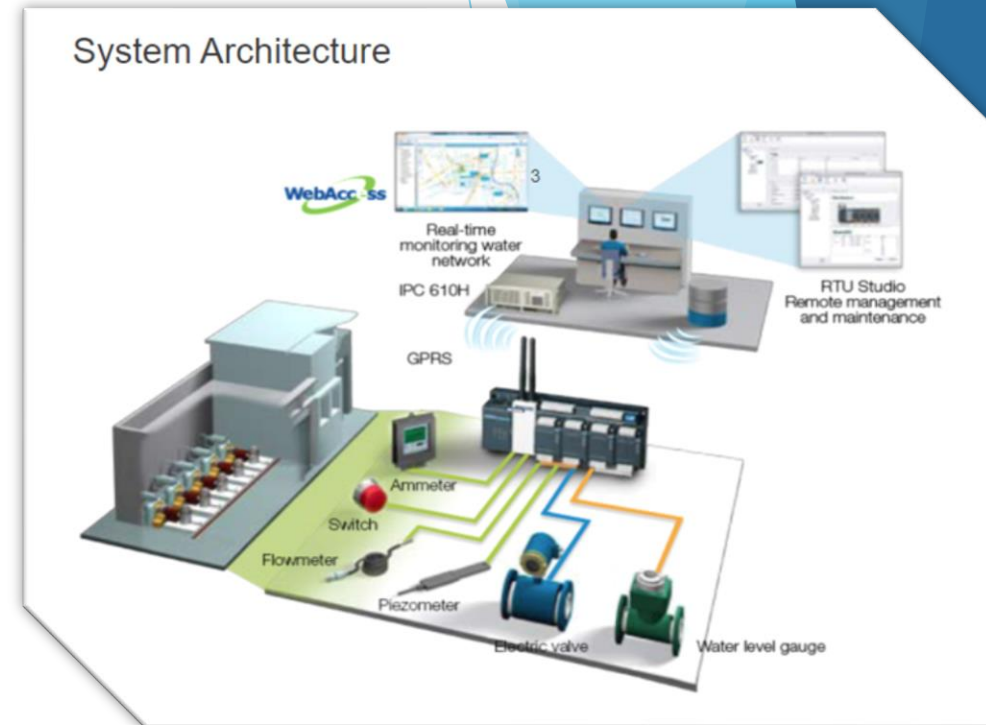 System Architecture
WebAccess
3
Real-time
monitoring water
network
IPC 610H
RTU Studio
Remote management
and maintenance
GPRS
Ammeter
Switch
Flowmeter
Piezometer
Electric valve
Water level gauge